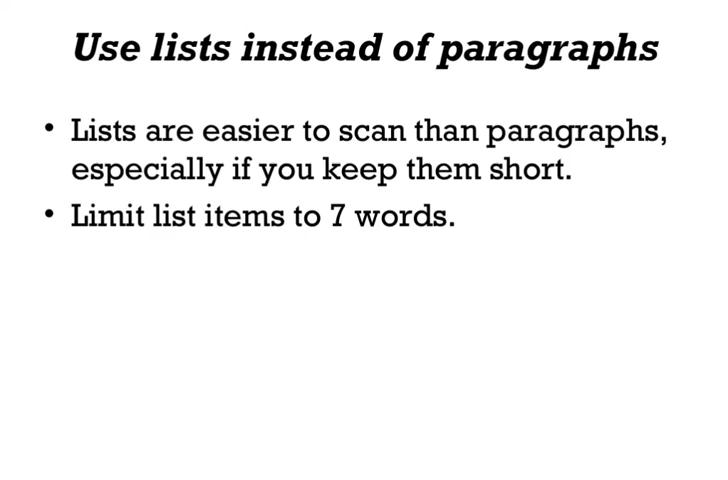 Use lists instead of paragraphs
• Lists are easier to scan than paragraphs,
especially if you keep them short.
• Limit list items to 7 words.